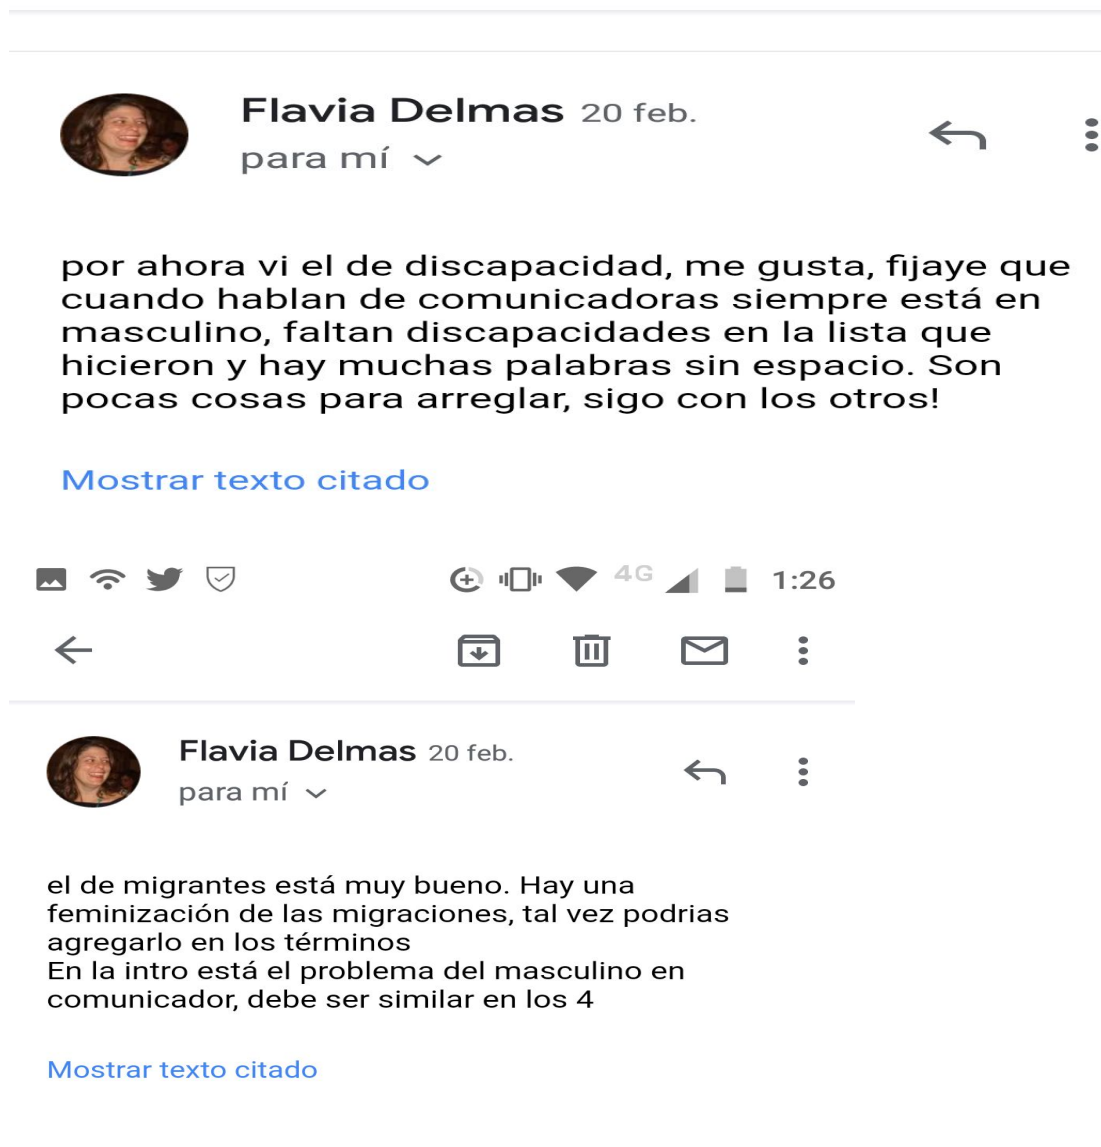 Flavia Delmas 20 feb.
para mí
por ahora vi el de discapacidad, me gusta, fijaye que
cuando hablan de comunicadoras siempre está en
masculino, faltan discapacidades en la lista que
hicieron y hay muchas palabras sin espacio. Son
pocas cosas para arreglar, sigo con los otros!
Mostrar texto citado
4G 1:26
Flavia Delmas 20 feb.
para mí
el de migrantes está muy bueno. Hay una
feminización de las migraciones, tal vez podrias
agregarlo en los términos
En la intro está el problema del masculino en
comunicador, debe ser similar en los 4
Mostrar texto citado